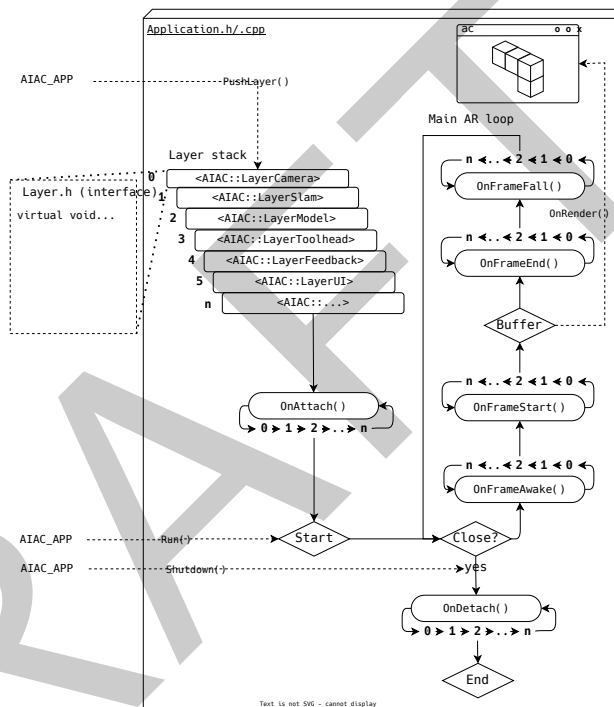 Application.h/.cpp
ac
o o x
AIAC_APP
PushLayer()
Main AR loop
Layer stack
n ..2 1 0
OnFrameFall()
0 <AIAC::LayerCamera>
Layer.h (interface)
virtual void...
1 <AIAC::LayerSlam>
2 <AIAC::LayerModel>
3 <AIAC::LayerToolhead>
4 <AIAC::LayerFeedback>
5 <AIAC::LayerUI>
n <AIAC::...>
OnRender()
n ..2 1 0
OnFrameEnd()
Buffer
n ..2 1 0
OnFrameStart()
OnAttach()
0 1 2 .. n
n ..2 1 0
OnFrameAwake()
AIAC_APP
Run()
Start
Close?
AIAC_APP
Shutdown()
yes
OnDetach()
0 1 2 .. n
End
Text is not SVG - cannot display
RAFT